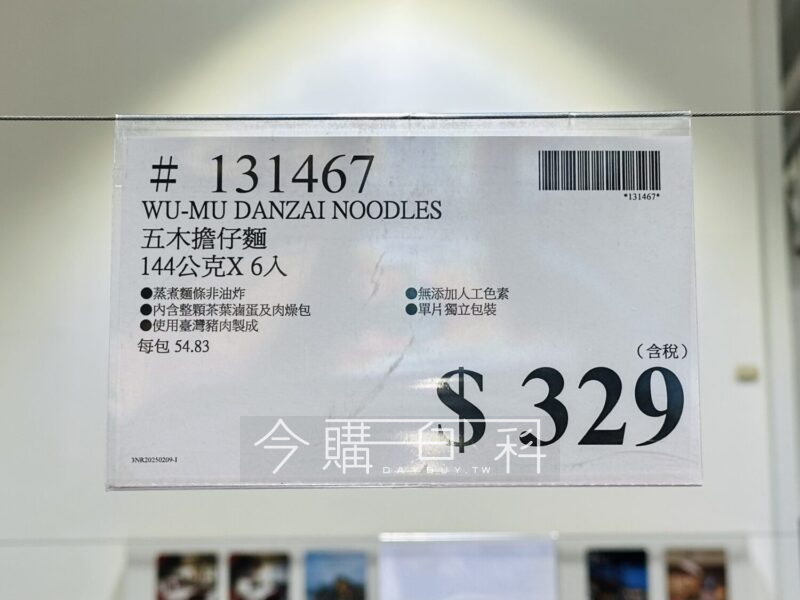 # 131467
*131467*
WU-MU DANZAI NOODLES
五木擔仔麵
144公克X 6入
●蒸煮麵條非油炸
●無添加人工色素
●內含整顆茶葉滷蛋及肉燥包
●單片獨立包裝
●使用臺灣豬肉製成
每包 54.83
（含稅）
$ 329
今購百科
DAYBUY.TW
3NR20250209-1